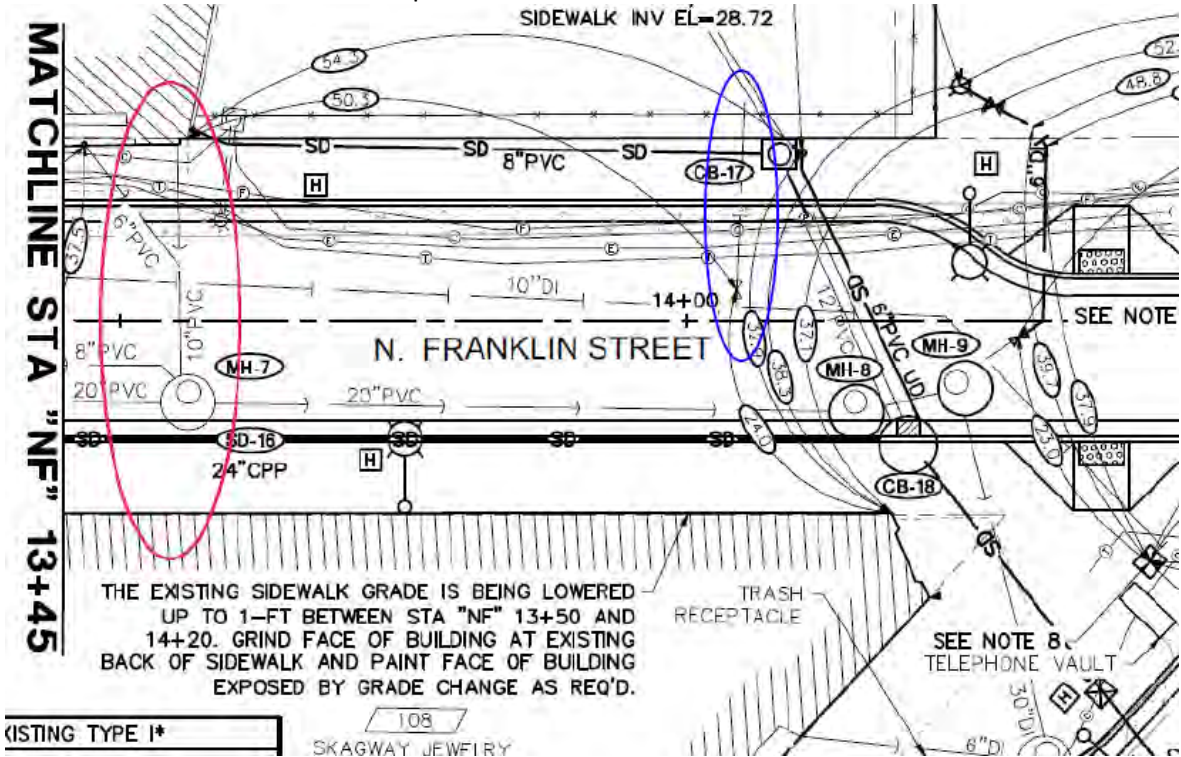 SIDEWALK INV EL=28.72
MATCHLINE STA "NF" 13+45
54.3
50.3
52.
48.8
SD SD SD
8"PVC
CB-17
H
H
6"PVC
37.5
10"DI
14+00
10"PVC
12"PVC
SD
6"PVC UD
SEE NOTE
N. FRANKLIN STREET
8"PVC
MH-7
MH-8
MH-9
20"PVC
20"PVC
37.
38.3
24.0
39.7
37.9
23.0
SD
SD-16
SD
SD
SD
24"CPP
H
CB-18
SD
THE EXISTING SIDEWALK GRADE IS BEING LOWERED
UP TO 1-FT BETWEEN STA "NF" 13+50 AND
14+20. GRIND FACE OF BUILDING AT EXISTING
BACK OF SIDEWALK AND PAINT FACE OF BUILDING
EXPOSED BY GRADE CHANGE AS REQ'D.
TRASH
RECEPTACLE
SEE NOTE 8
TELEPHONE VAULT
H
30"DI
6"DI
108
SKAGWAY JEWELRY
XISTING TYPE I*